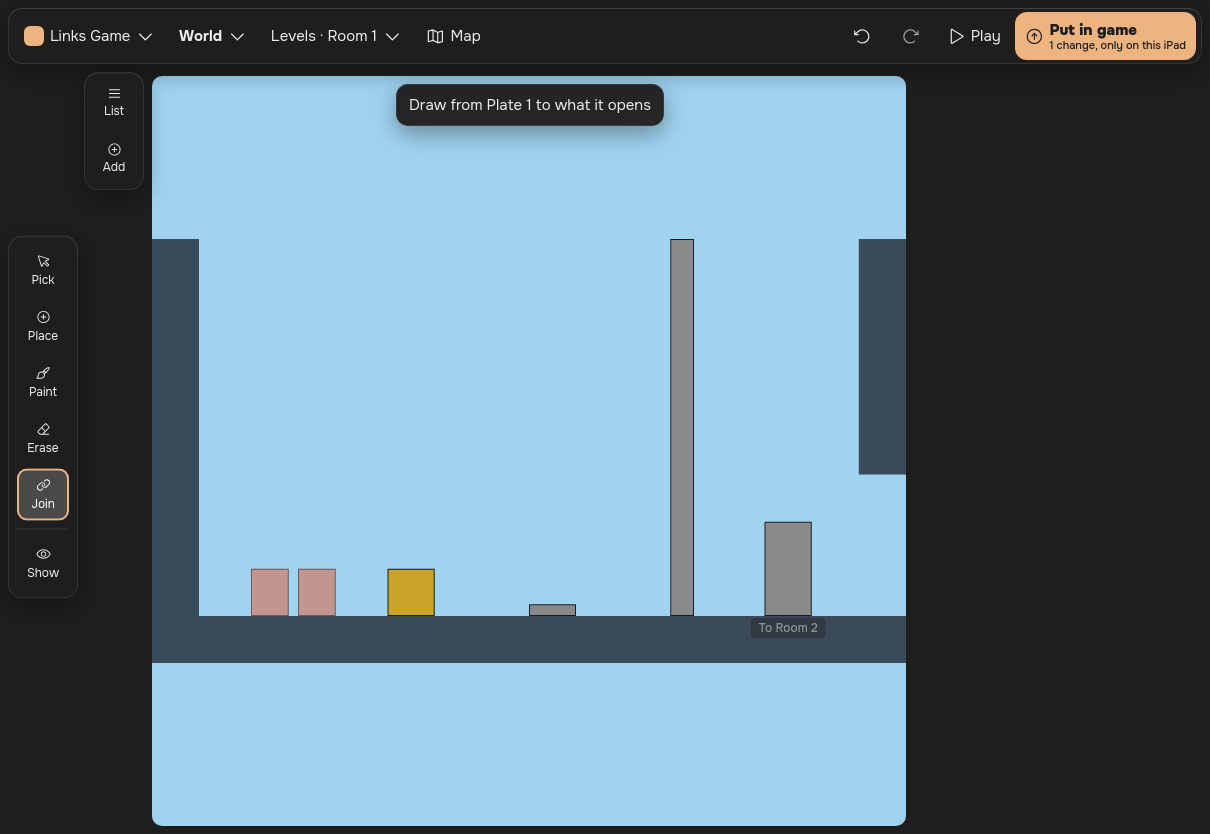 Links Game
World
Levels · Room 1
Map
Play
Put in game
1 change, only on this iPad
List
Add
Draw from Plate 1 to what it opens
Pick
Place
Paint
Erase
Join
Show
To Room 2